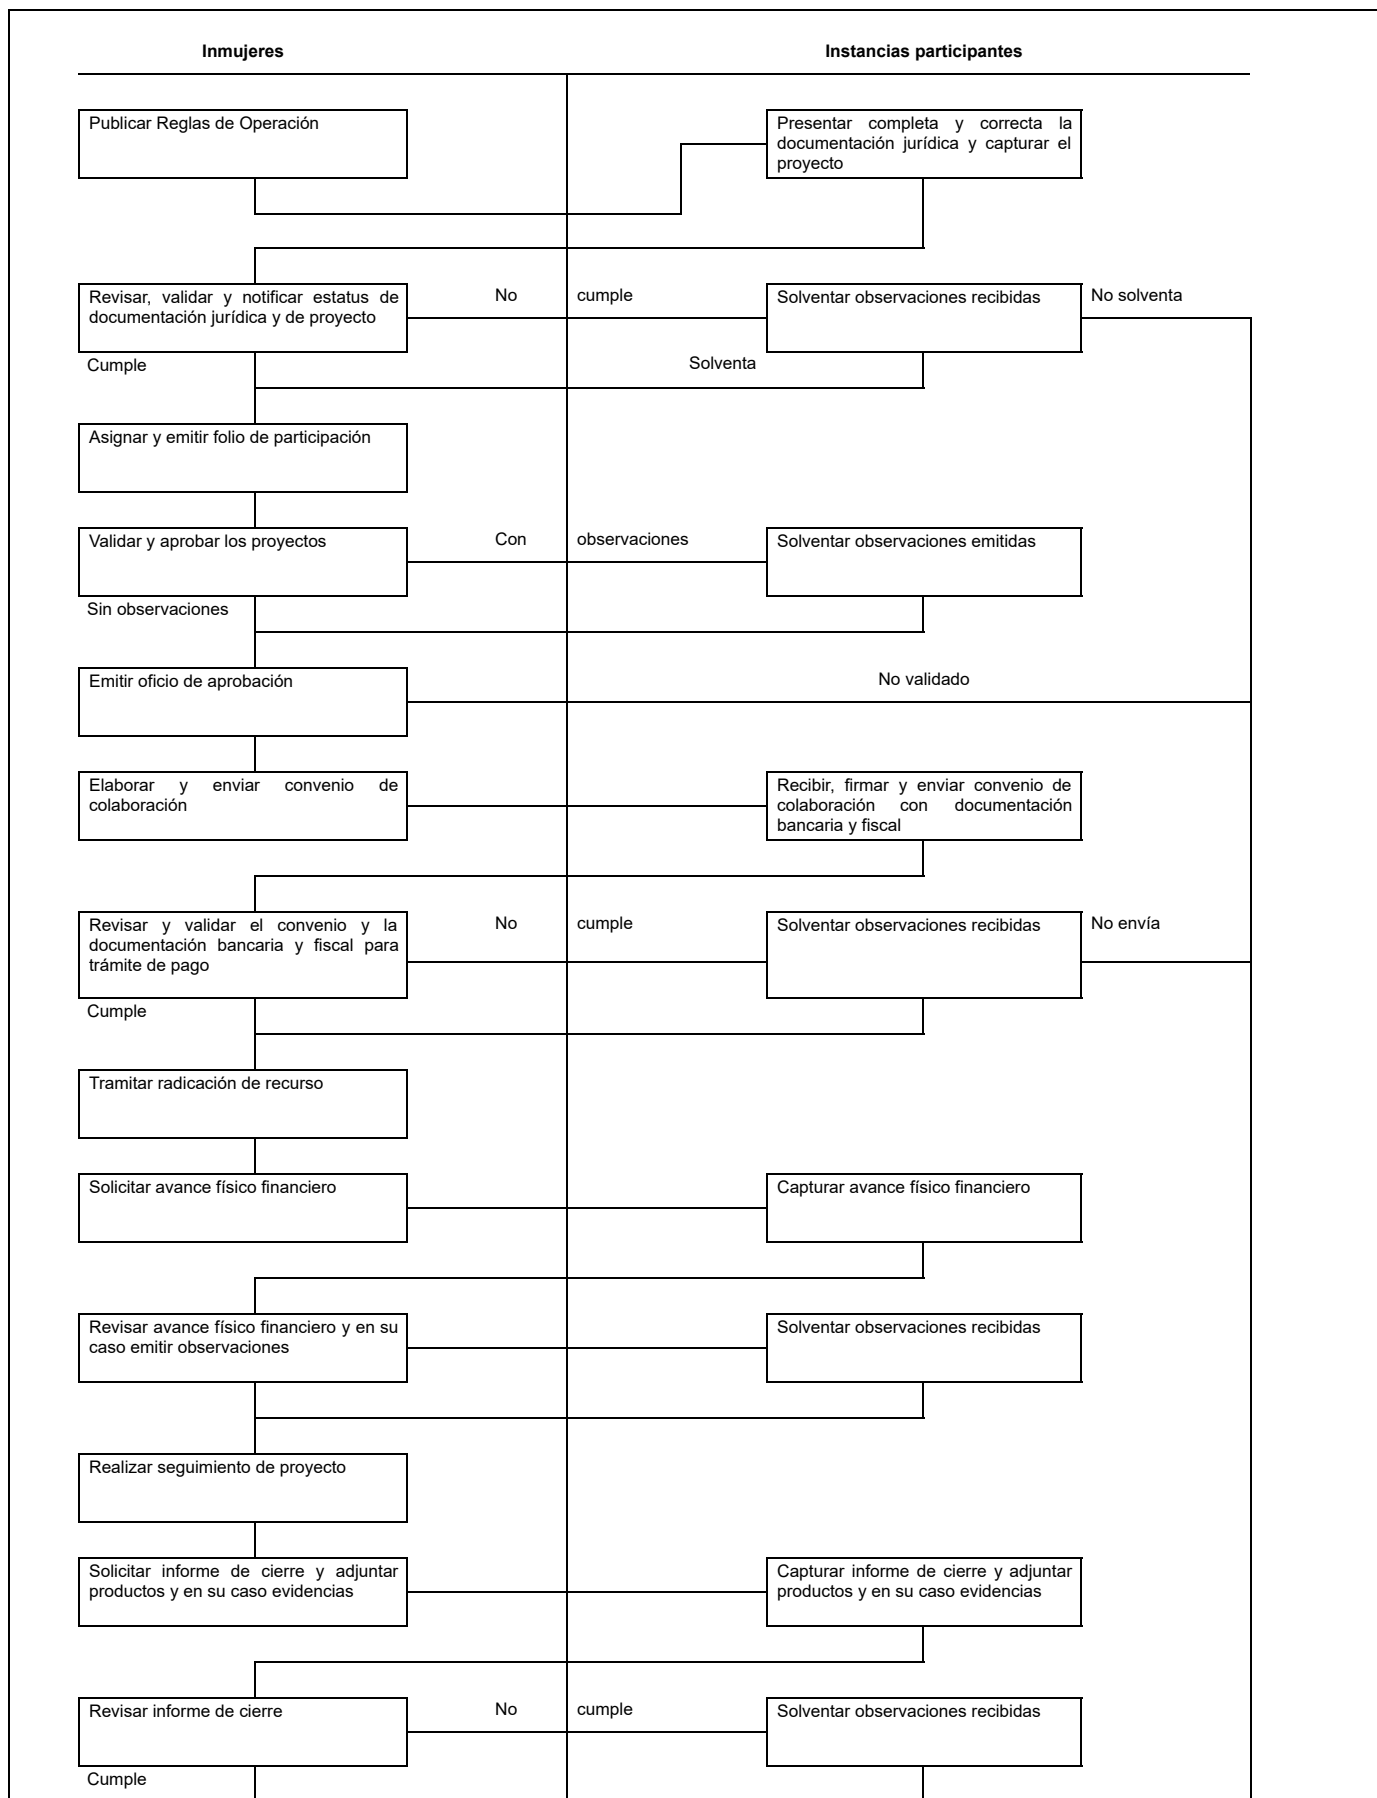 Inmujeres
Instancias participantes
Publicar Reglas de Operación
Presentar completa y correcta la
documentación jurídica y capturar el
proyecto
Revisar, validar y notificar estatus de
documentación jurídica y de proyecto
No cumple
Solventar observaciones recibidas
No solventa
Cumple
Solventa
Asignar y emitir folio de participación
Validar y aprobar los proyectos
Con observaciones
Solventar observaciones emitidas
Sin observaciones
Emitir oficio de aprobación
No validado
Elaborar y enviar convenio de
colaboración
Recibir, firmar y enviar convenio de
colaboración con documentación
bancaria y fiscal
Revisar y validar el convenio y la
documentación bancaria y fiscal para
trámite de pago
No cumple
Solventar observaciones recibidas
No envía
Cumple
Tramitar radicación de recurso
Solicitar avance físico financiero
Capturar avance físico financiero
Revisar avance físico financiero y en su
caso emitir observaciones
Solventar observaciones recibidas
Realizar seguimiento de proyecto
Solicitar informe de cierre y adjuntar
productos y en su caso evidencias
Capturar informe de cierre y adjuntar
productos y en su caso evidencias
Revisar informe de cierre
No cumple
Solventar observaciones recibidas
Cumple